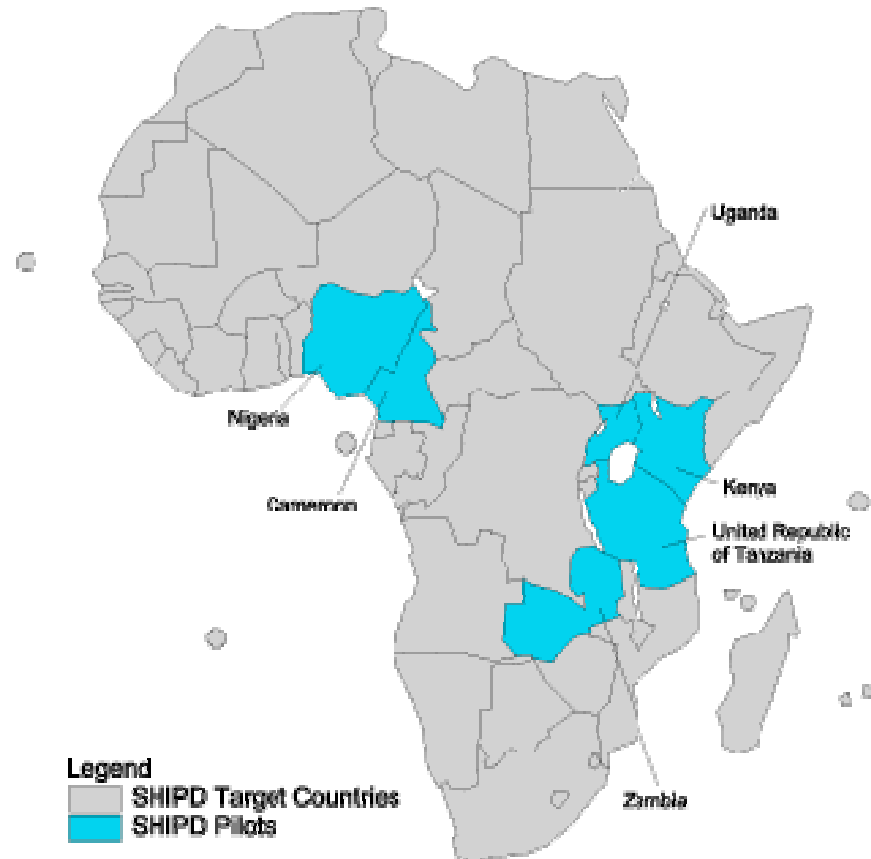 Uganda
Nigeria
Cameroon
Kenya
United Republic
of Tanzania
Zambia
Legend
SHIPD Target Countries
SHIPD Pilots